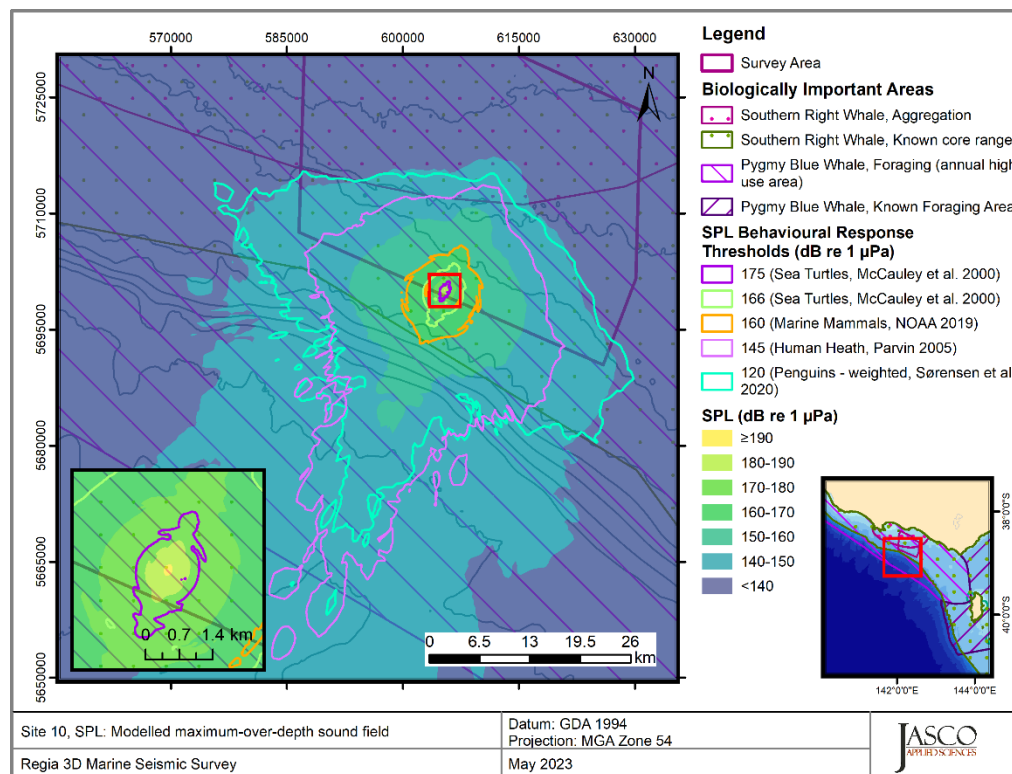 570000 585000 600000 615000 630000
5725000
5710000
5695000
5680000
5665000
5650000
N
0 0.7 1.4 km
0 6.5 13 19.5 26
km
Legend
Survey Area
Biologically Important Areas
Southern Right Whale, Aggregation
Southern Right Whale, Known core range
Pygmy Blue Whale, Foraging (annual high
use area)
Pygmy Blue Whale, Known Foraging Area
SPL Behavioural Response
Thresholds (dB re 1 µPa)
175 (Sea Turtles, McCauley et al. 2000)
166 (Sea Turtles, McCauley et al. 2000)
160 (Marine Mammals, NOAA 2019)
145 (Human Heath, Parvin 2005)
120 (Penguins - weighted, Sørensen et al
2020)
SPL (dB re 1 µPa)
≥190
180-190
170-180
160-170
150-160
140-150
<140
38°0'0"S
40°0'0"S
142°0'0"E 144°0'0"E
Site 10, SPL: Modelled maximum-over-depth sound field
Datum: GDA 1994
Projection: MGA Zone 54
Regia 3D Marine Seismic Survey
May 2023
JASCO
APPLIED SCIENCES